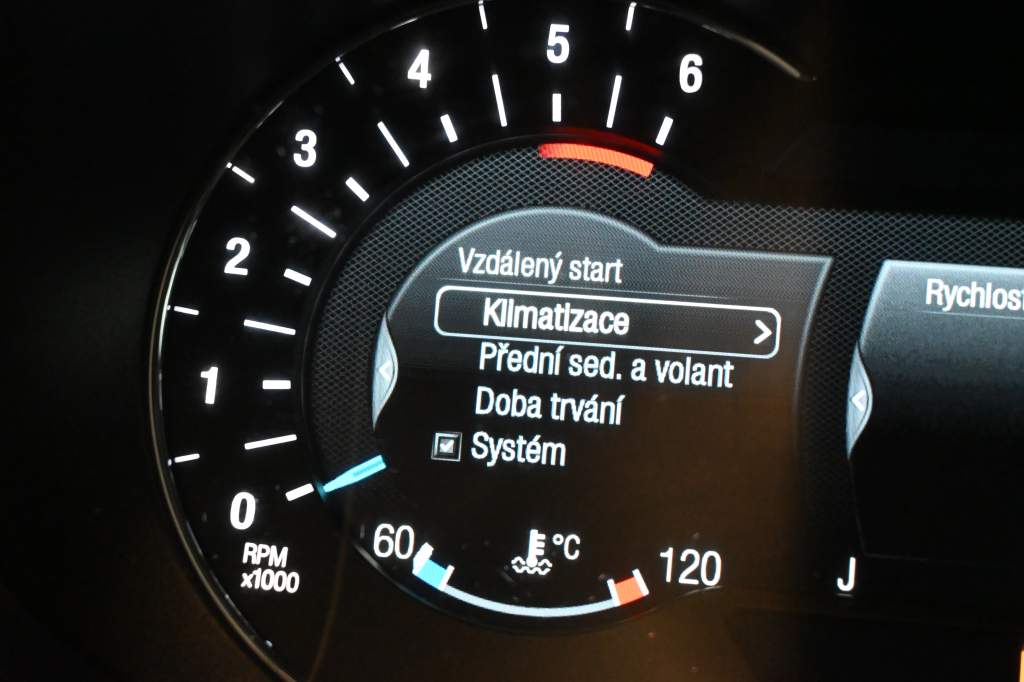 5
4
6
3
2
1
0
RPM
x1000
Vzdálený start
Klimatizace
Přední sed. a volant
Doba trvání
Systém
60
°C
120
J